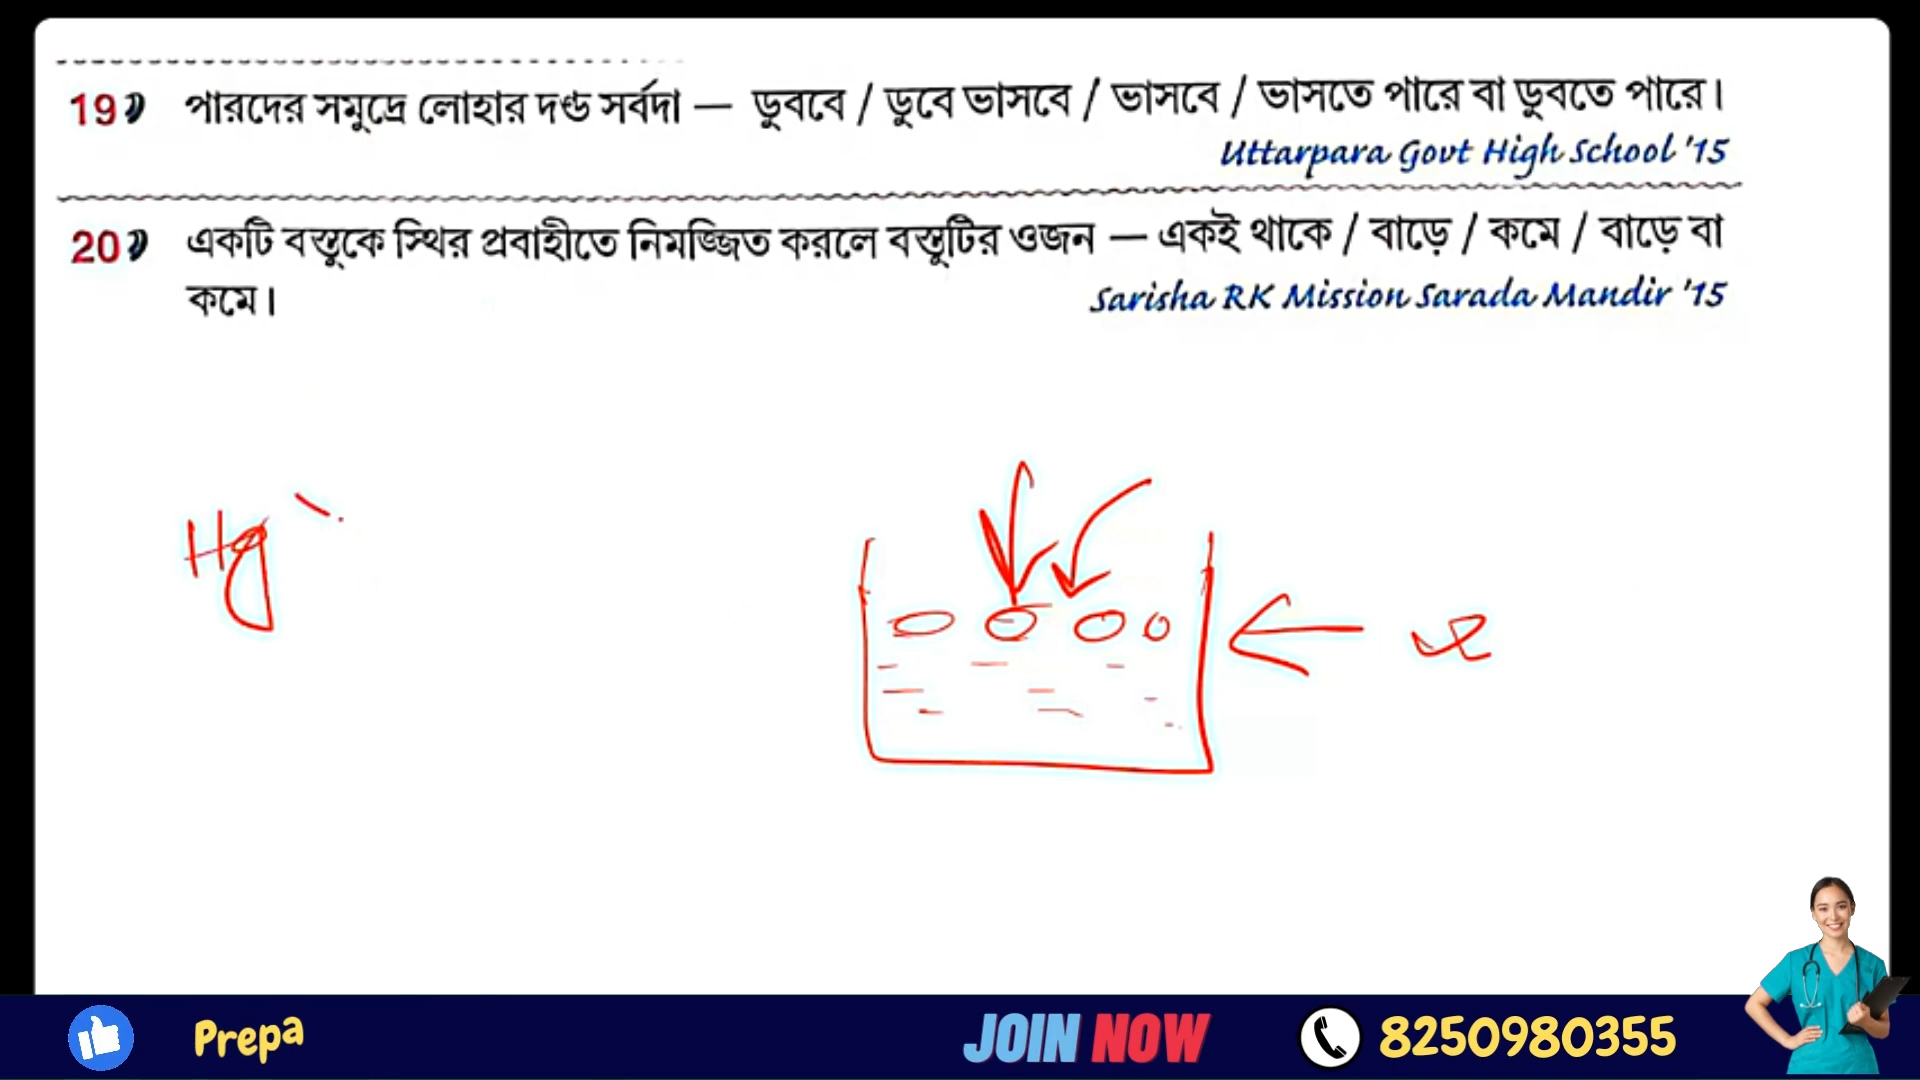 19) পারদের সমুদ্রে লোহার দণ্ড সর্বদা — ডুববে / ডুবে ভাসবে / ভাসবে / ভাসতে পারে বা ডুবতে পারে।
Uttarpara Govt High School '15
20) একটি বস্তুকে স্থির প্রবাহীতে নিমজ্জিত করলে বস্তুটির ওজন — একই থাকে / বাড়ে / কমে / বাড়ে বা
কমে।
Sarisha RK Mission Sarada Mandir '15
Hg
Prepa
JOIN NOW
8250980355